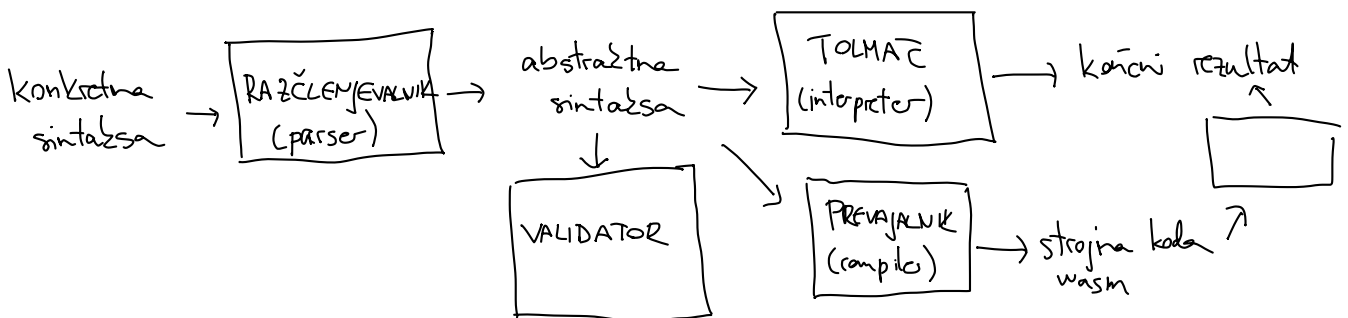 konkretna
sintaksa
RAZČLENJEVALNIK
(parser)
abstraktna
sintaksa
VALIDATOR
TOLMAČ
(interpreter)
končni rezultat
PREVAJALNIK
(compiler)
strojna koda
wasm